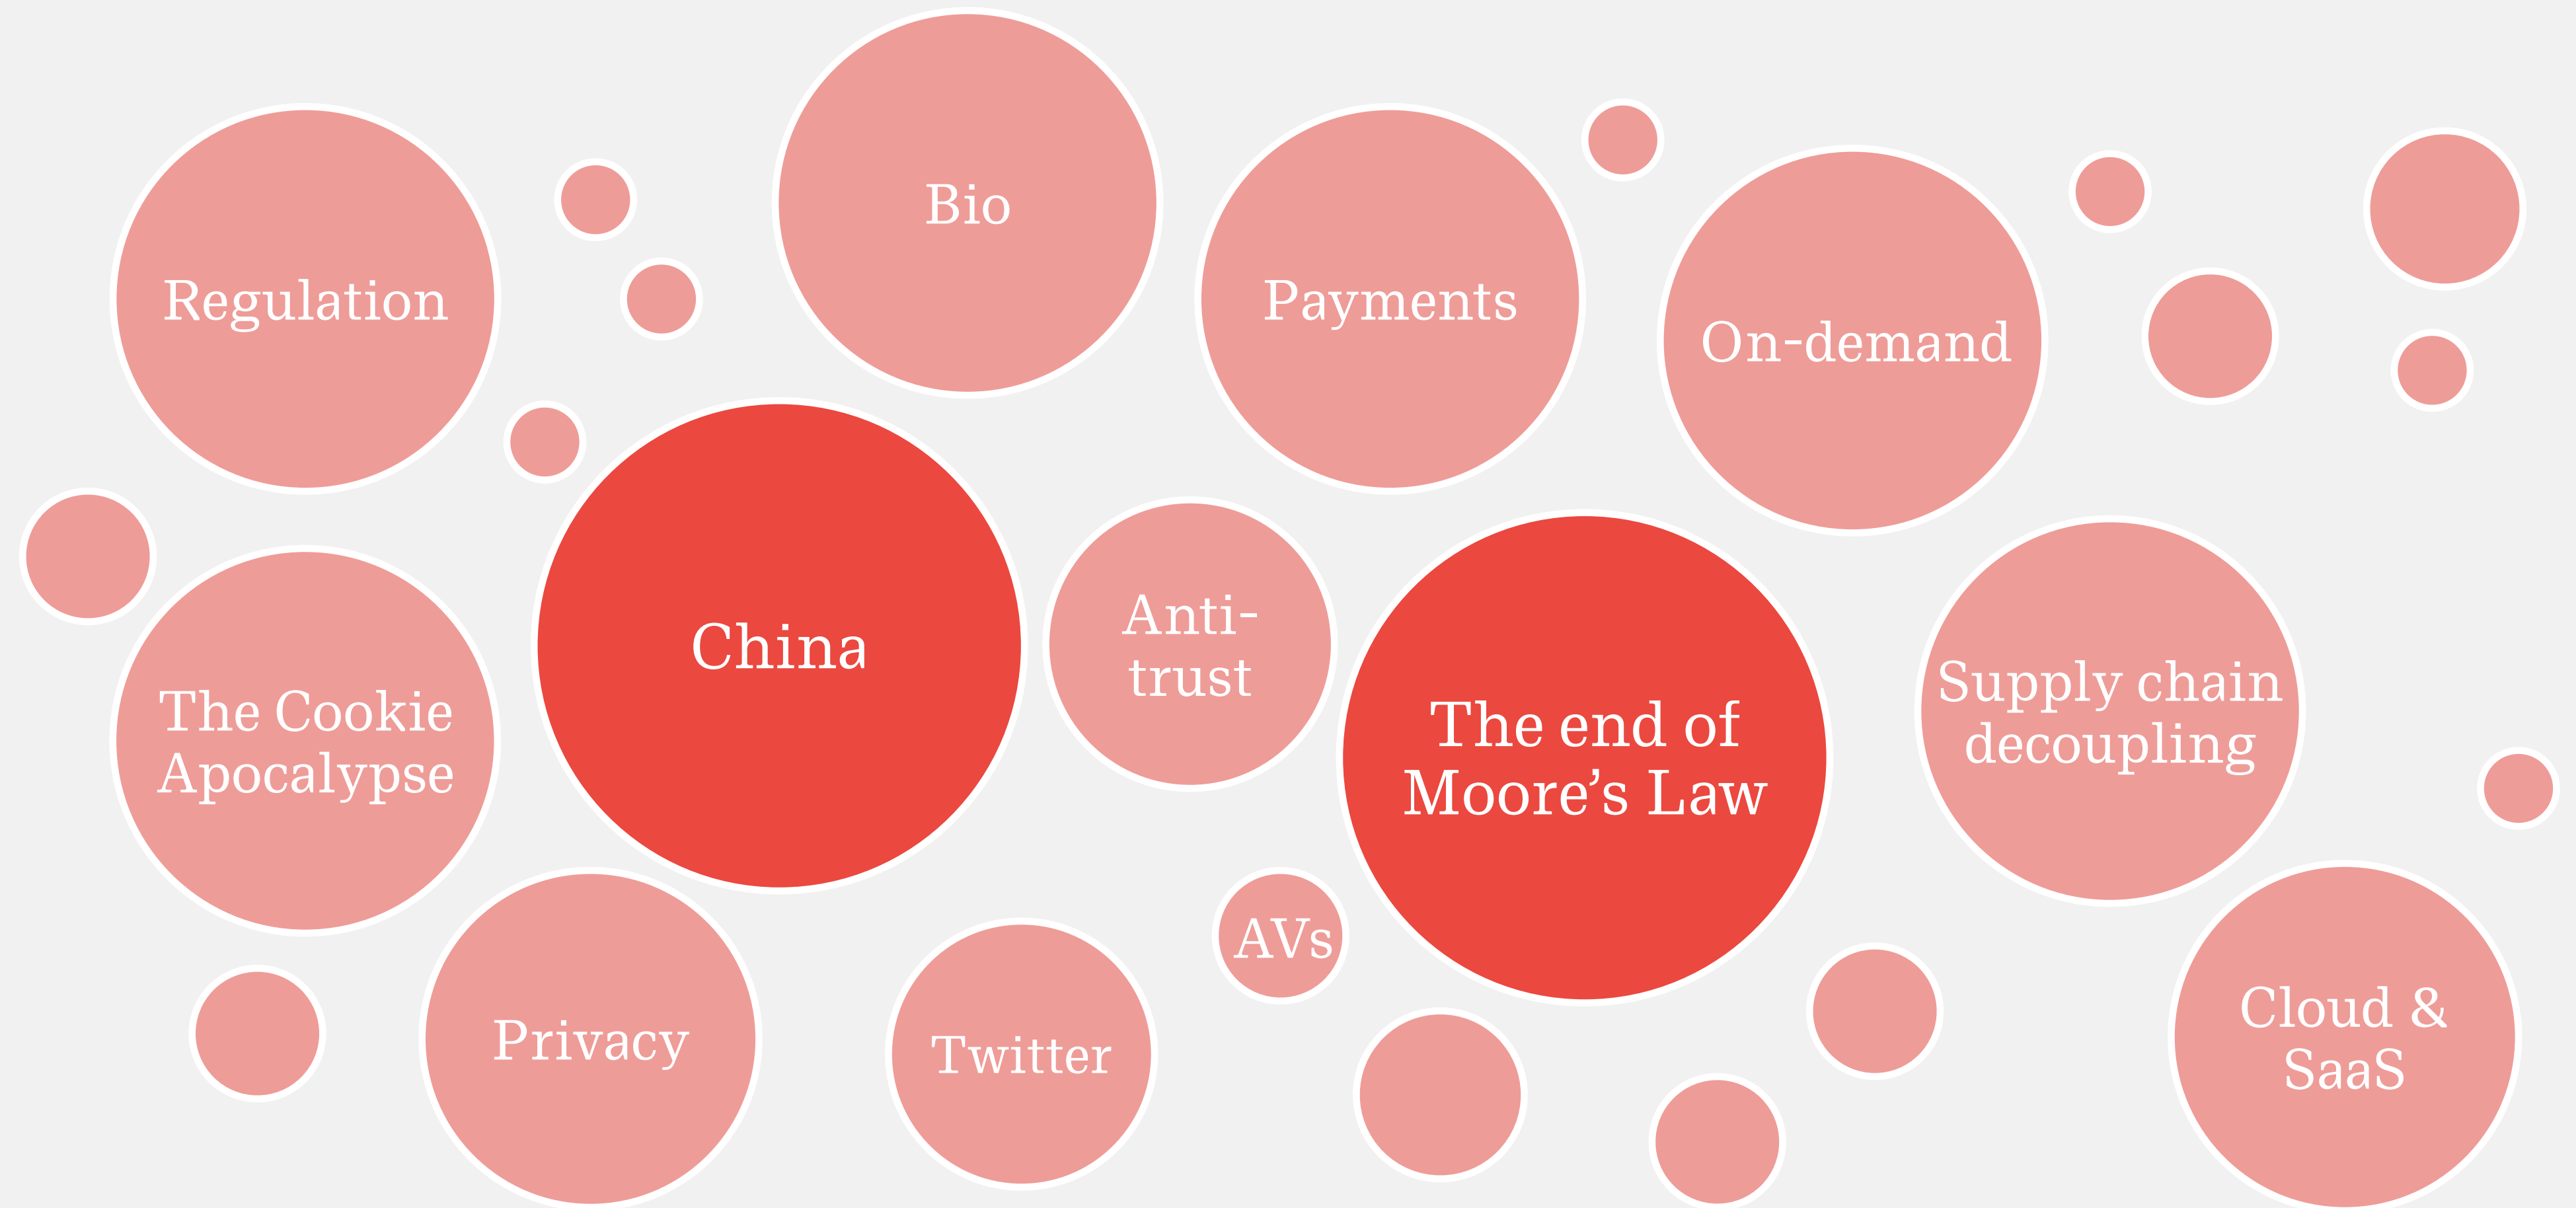 Regulation
Bio
Payments
On-demand
The Cookie
Apocalypse
China
Anti-
trust
The end of
Moore’s Law
Supply chain
decoupling
Privacy
Twitter
AVs
Cloud &
SaaS